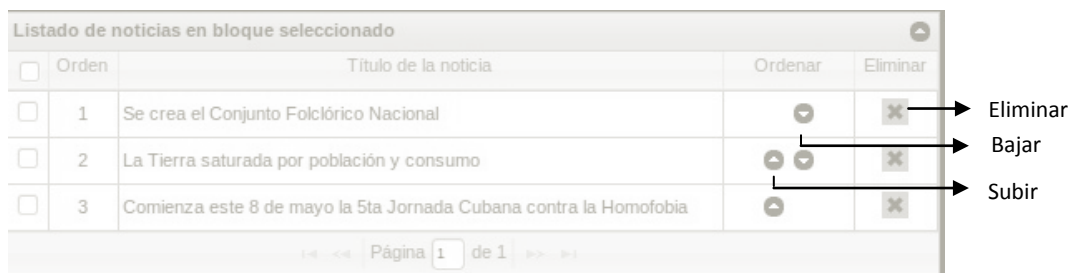 Listado de noticias en bloque seleccionado
Orden Título de la noticia Ordenar Eliminar
1 Se crea el Conjunto Folclórico Nacional
Eliminar
Bajar
2 La Tierra saturada por población y consumo
Subir
3 Comienza este 8 de mayo la 5ta Jornada Cubana contra la Homofobia
Página 1 de 1